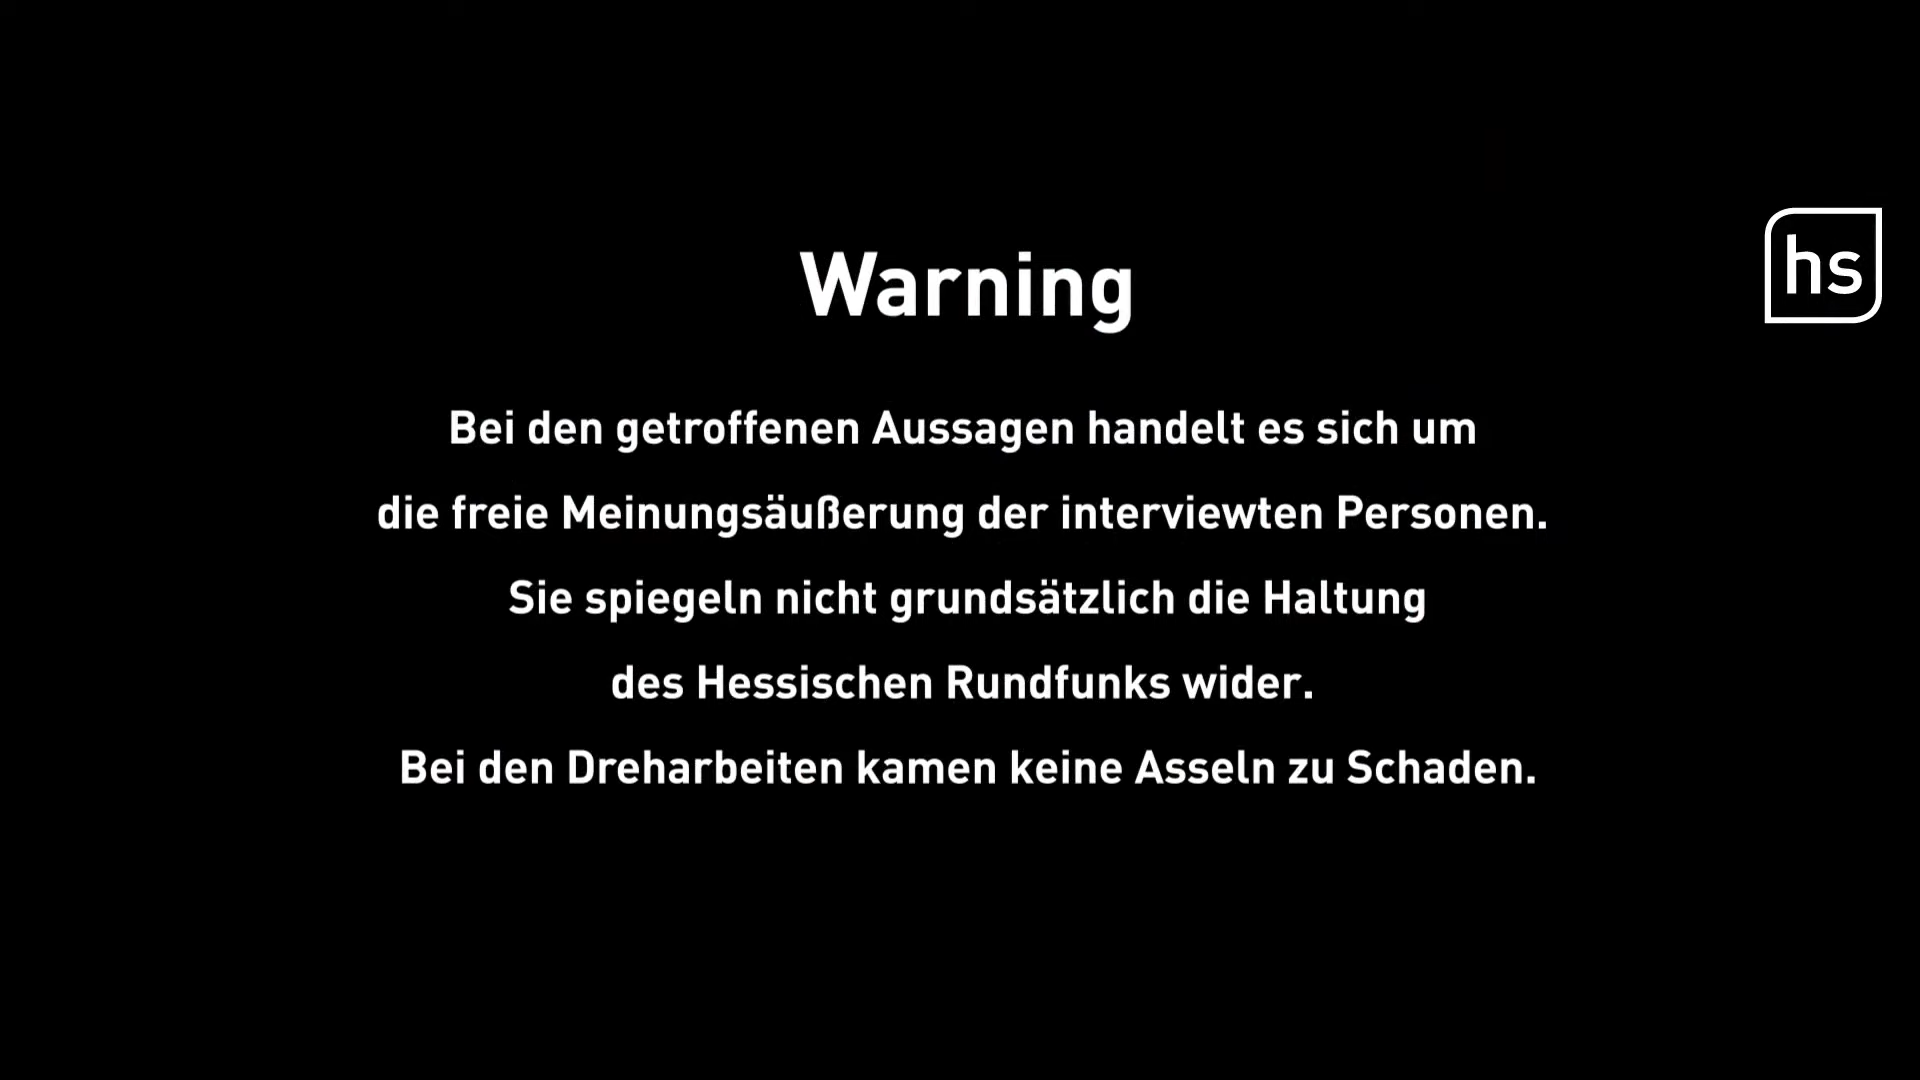 Warning
hs
Bei den getroffenen Aussagen handelt es sich um
die freie Meinungsäußerung der interviewten Personen.
Sie spiegeln nicht grundsätzlich die Haltung
des Hessischen Rundfunks wider.
Bei den Dreharbeiten kamen keine Asseln zu Schaden.